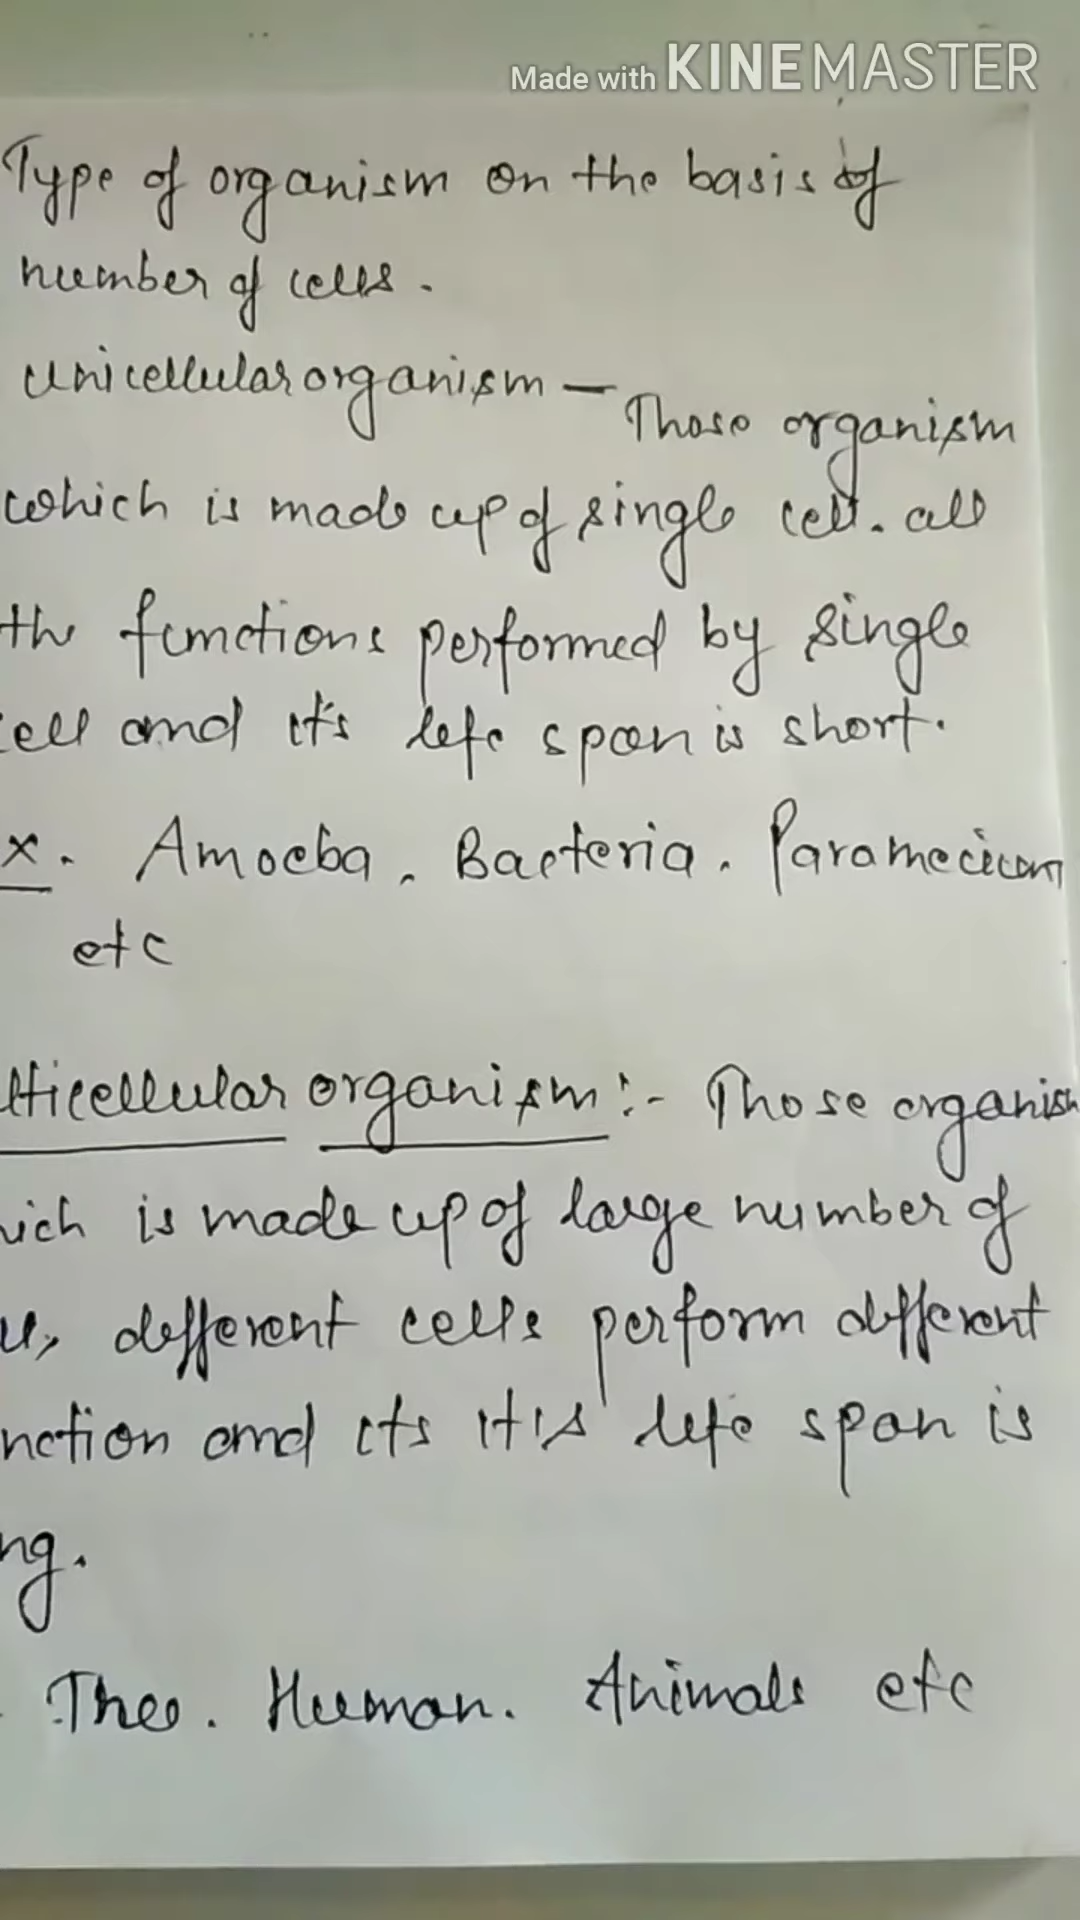 Made with KINEMASTER
Type of organism on the basis of
number of cells.
Unicellular organism – Those organism
which is made up of single cell. all
the functions performed by single
cell and it's life span is short.
x. Amoeba, Bacteria, Paramecium
etc
lticellular organism :- Those organism
hich is made up of large number of
different cells perform different
nction and its it is life span is
ng.
Tree. Human. Animals etc